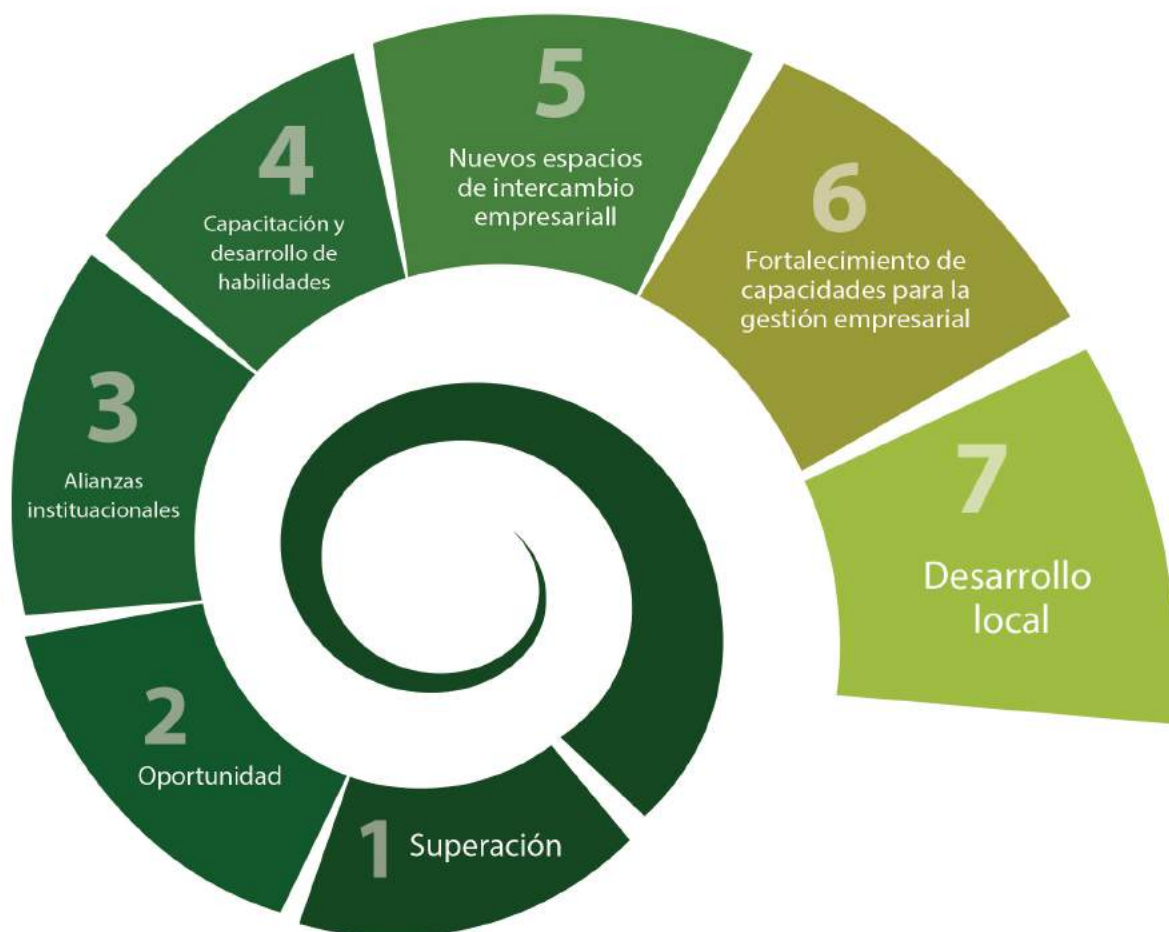 1 Superación
2
Oportunidad
3
Alianzas
instituacionales
4
Capacitación y
desarrollo de
habilidades
5
Nuevos espacios
de intercambio
empresariall
6
Fortalecimiento de
capacidades para la
gestión empresarial
7
Desarrollo
local